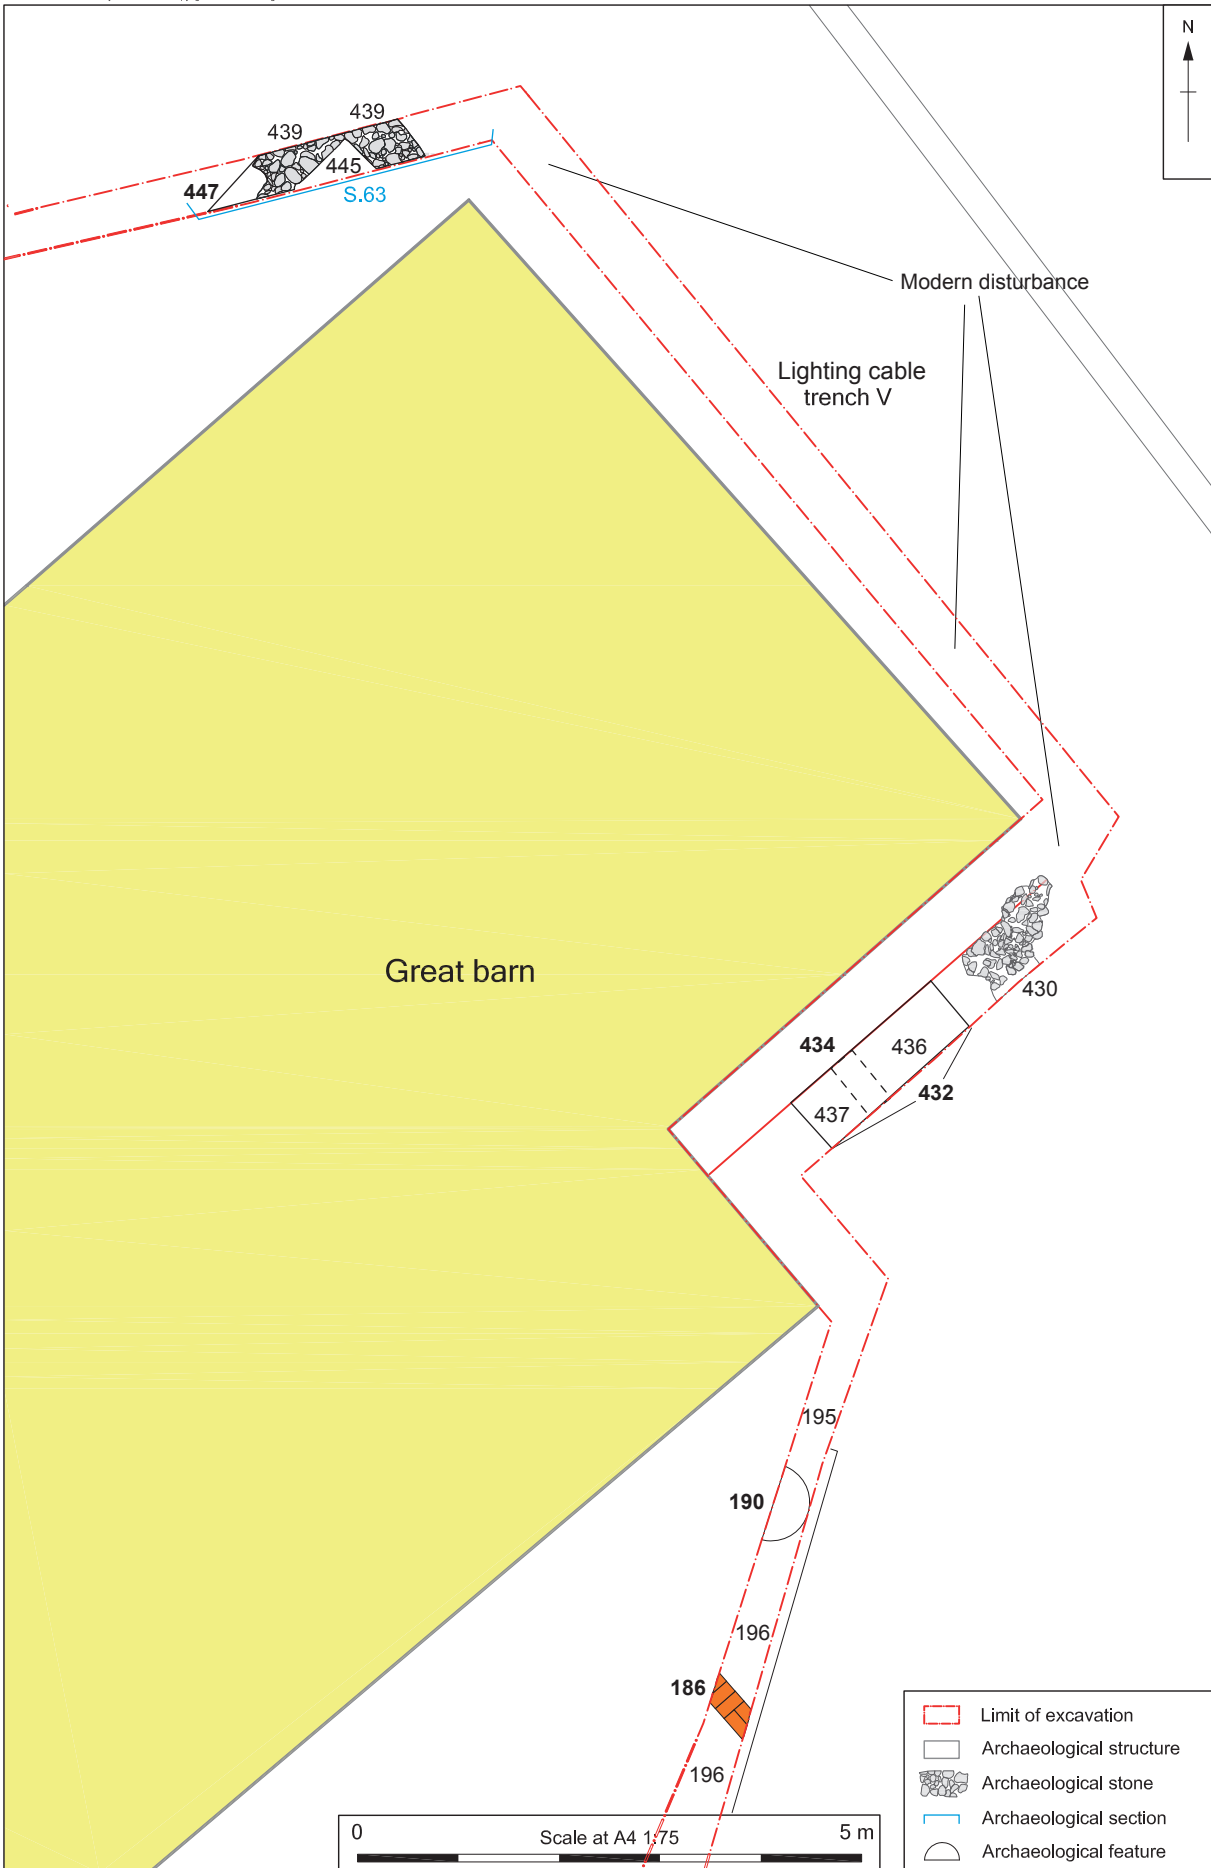 N
439
439
445
447
S.63
Modern disturbance
Lighting cable
trench V
Great barn
430
434
436
432
437
195
190
196
186
196
Limit of excavation
Archaeological structure
Archaeological stone
Archaeological section
Archaeological feature
0
Scale at A4 1:75
5 m